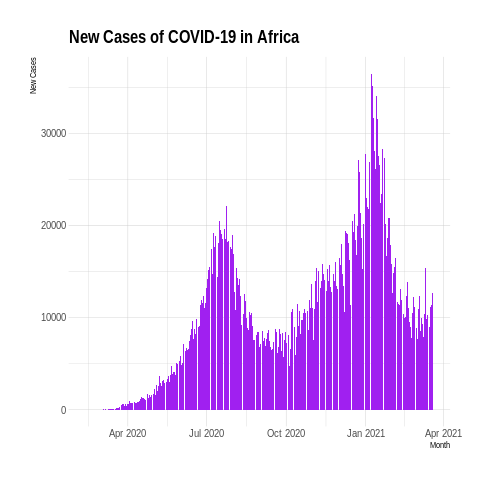 New Cases of COVID-19 in Africa
New Cases
30000
20000
10000
0
Apr 2020 Jul 2020 Oct 2020 Jan 2021 Apr 2021
Month